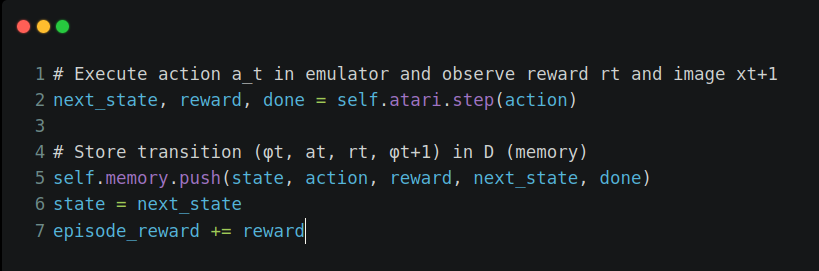 1 # Execute action a_t in emulator and observe reward rt and image xt+1
2 next_state, reward, done = self.atari.step(action)
3
4 # Store transition (φt, at, rt, φt+1) in D (memory)
5 self.memory.push(state, action, reward, next_state, done)
6 state = next_state
7 episode_reward += reward